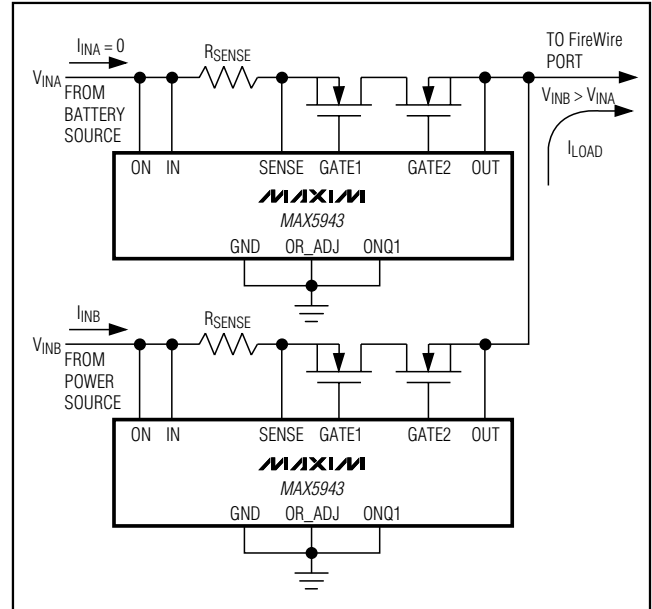 I_INA = 0
R_SENSE
TO FireWire
PORT
V_INA
FROM
BATTERY
SOURCE
V_INB > V_INA
I_LOAD
ON IN SENSE GATE1 GATE2 OUT
MAXIM
MAX5943
GND OR_ADJ ONQ1
I_INB
R_SENSE
V_INB
FROM
POWER
SOURCE
ON IN SENSE GATE1 GATE2 OUT
MAXIM
MAX5943
GND OR_ADJ ONQ1